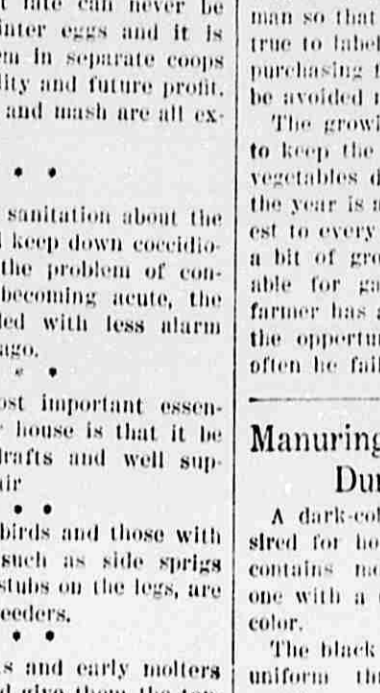 late can never be
inter eggs and it is
m in separate coops
lity and future profit.
and mash are all ex-
sanitation about the
keep down coccidio-
the problem of con-
becoming acute, the
led with less alarm
ago.
ost important essen-
house is that it be
drafts and well sup-
air
birds and those with
such as side sprigs
stubs on the legs, are
eeders.
s and early molters
give them the
man so that
true to label
purchasing
be avoided
The growi
to keep the
vegetables d
the year is a
est to every
a bit of gro
able for ga
farmer has a
the opportun
often he fail
Manuring
Dur
A dark-col
sired for ho
contains mo
one with a
color.
The black
uniform th